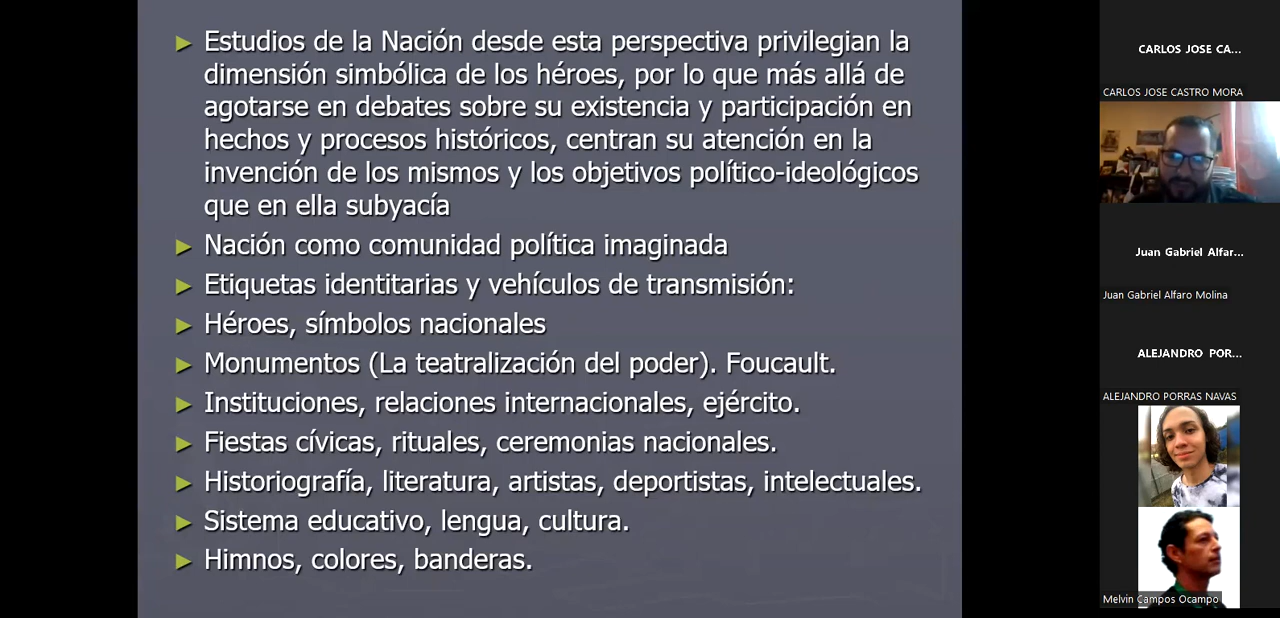 ► Estudios de la Nación desde esta perspectiva privilegian la
dimensión simbólica de los héroes, por lo que más allá de
agotarse en debates sobre su existencia y participación en
hechos y procesos históricos, centran su atención en la
invención de los mismos y los objetivos político-ideológicos
que en ella subyacía
► Nación como comunidad política imaginada
► Etiquetas identitarias y vehículos de transmisión:
► Héroes, símbolos nacionales
► Monumentos (La teatralización del poder). Foucault.
► Instituciones, relaciones internacionales, ejército.
► Fiestas cívicas, rituales, ceremonias nacionales.
► Historiografía, literatura, artistas, deportistas, intelectuales.
► Sistema educativo, lengua, cultura.
► Himnos, colores, banderas.
CARLOS JOSE CA...
CARLOS JOSE CASTRO MORA
Juan Gabriel Alfar...
Juan Gabriel Alfaro Molina
ALEJANDRO POR...
ALEJANDRO PORRAS NAVAS
Melvin Campos Ocampo